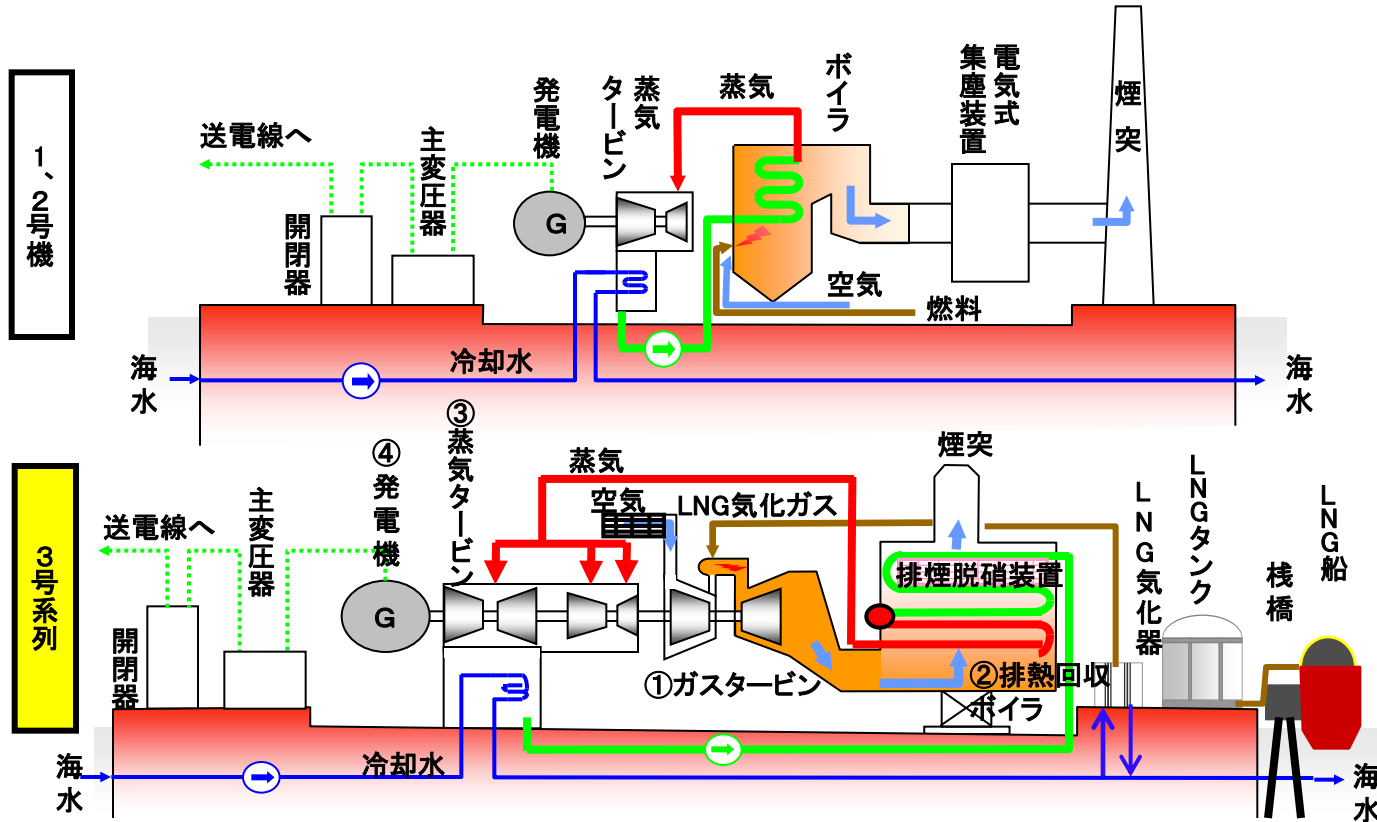 1、2号機
送電線へ
開閉器
主変圧器
発電機
G
蒸気
タービン
蒸気
ボイラ
電気式
集塵装置
煙突
空気
燃料
海水
冷却水
海水
3号系列
送電線へ
開閉器
主変圧器
④発電機
G
③蒸気タービン
蒸気
空気
LNG気化ガス
煙突
排煙脱硝装置
①ガスタービン
②排熱回収
ボイラ
LNG気化器
LNGタンク
桟橋
LNG船
海水
冷却水
海水